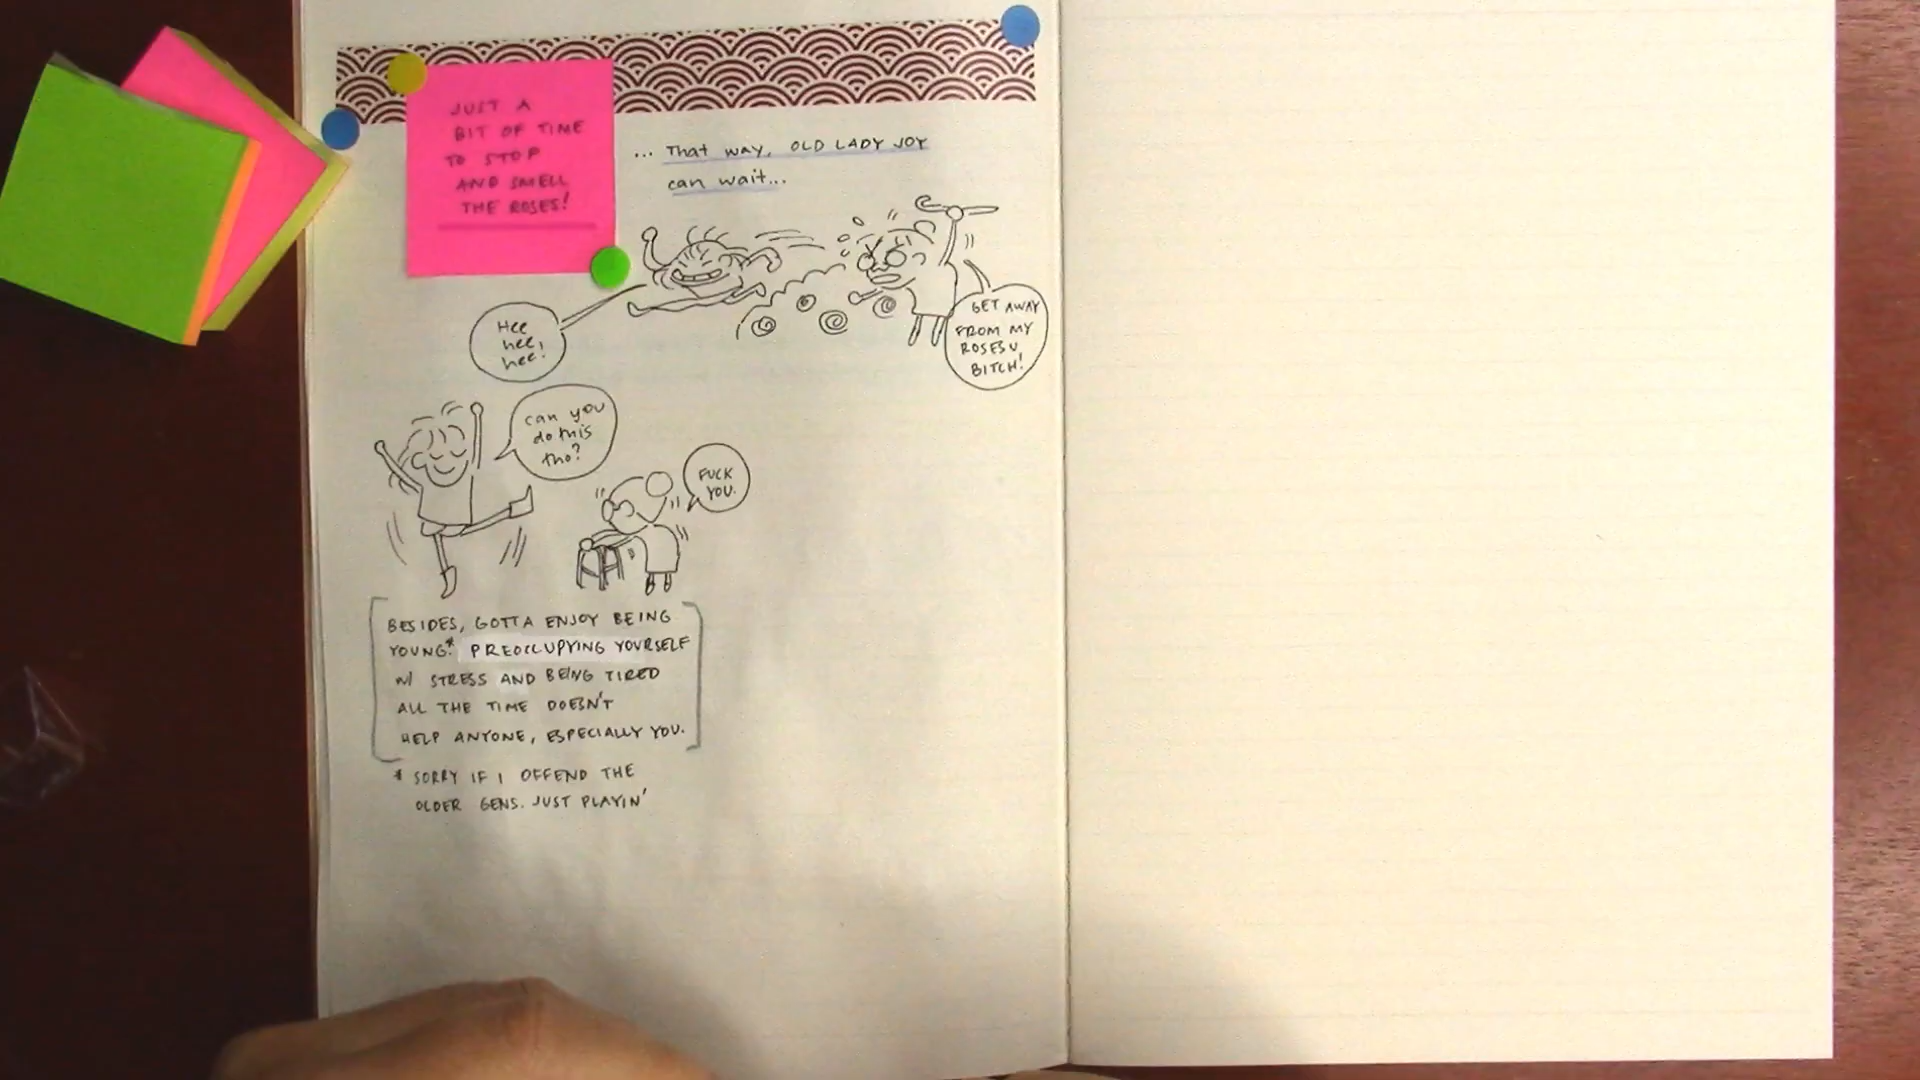 JUST A
BIT OF TIME
TO STOP
AND SMELL
THE ROSES!
... That way, OLD LADY JOY
can wait...
Hee
hee,
hee!
GET AWAY
FROM MY
ROSES U
BITCH!
can you
do this
tho?
FUCK
YOU.
BESIDES, GOTTA ENJOY BEING
YOUNG.* PREOCCUPYING YOURSELF
W/ STRESS AND BEING TIRED
ALL THE TIME DOESN'T
HELP ANYONE, ESPECIALLY YOU.
* SORRY IF I OFFEND THE
OLDER GENS. JUST PLAYIN'